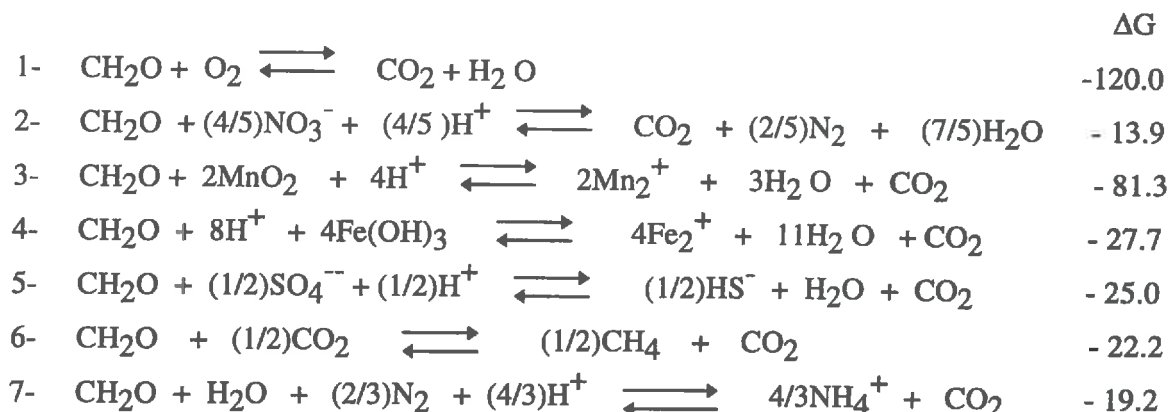 ΔG
1- CH₂O + O₂ ⇌ CO₂ + H₂ O -120.0
2- CH₂O + (4/5)NO₃⁻ + (4/5 )H⁺ ⇌ CO₂ + (2/5)N₂ + (7/5)H₂O - 13.9
3- CH₂O + 2MnO₂ + 4H⁺ ⇌ 2Mn₂⁺ + 3H₂ O + CO₂ - 81.3
4- CH₂O + 8H⁺ + 4Fe(OH)₃ ⇌ 4Fe₂⁺ + 11H₂ O + CO₂ - 27.7
5- CH₂O + (1/2)SO₄⁻⁻ + (1/2)H⁺ ⇌ (1/2)HS⁻ + H₂O + CO₂ - 25.0
6- CH₂O + (1/2)CO₂ ⇌ (1/2)CH₄ + CO₂ - 22.2
7- CH₂O + H₂O + (2/3)N₂ + (4/3)H⁺ ⇌ 4/3NH₄⁺ + CO₂ - 19.2